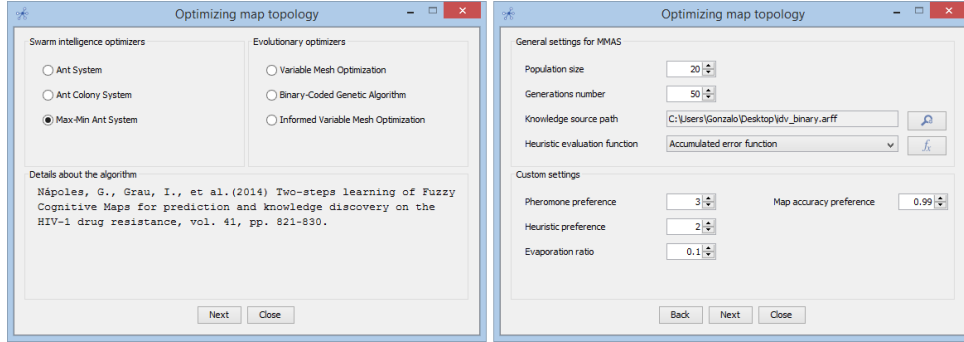 Optimizing map topology
Swarm intelligence optimizers
Evolutionary optimizers
Ant System
Variable Mesh Optimization
Ant Colony System
Binary-Coded Genetic Algorithm
Max-Min Ant System
Informed Variable Mesh Optimization
Details about the algorithm
Nápoles, G., Grau, I., et al.(2014) Two-steps learning of Fuzzy
Cognitive Maps for prediction and knowledge discovery on the
HIV-1 drug resistance, vol. 41, pp. 821-830.
Next Close
Optimizing map topology
General settings for MMAS
Population size 20
Generations number 50
Knowledge source path C:\Users\Gonzalo\Desktop\idv_binary.arff
Heuristic evaluation function Accumulated error function fx
Custom settings
Pheromone preference 3 Map accuracy preference 0.99
Heuristic preference 2
Evaporation ratio 0.1
Back Next Close